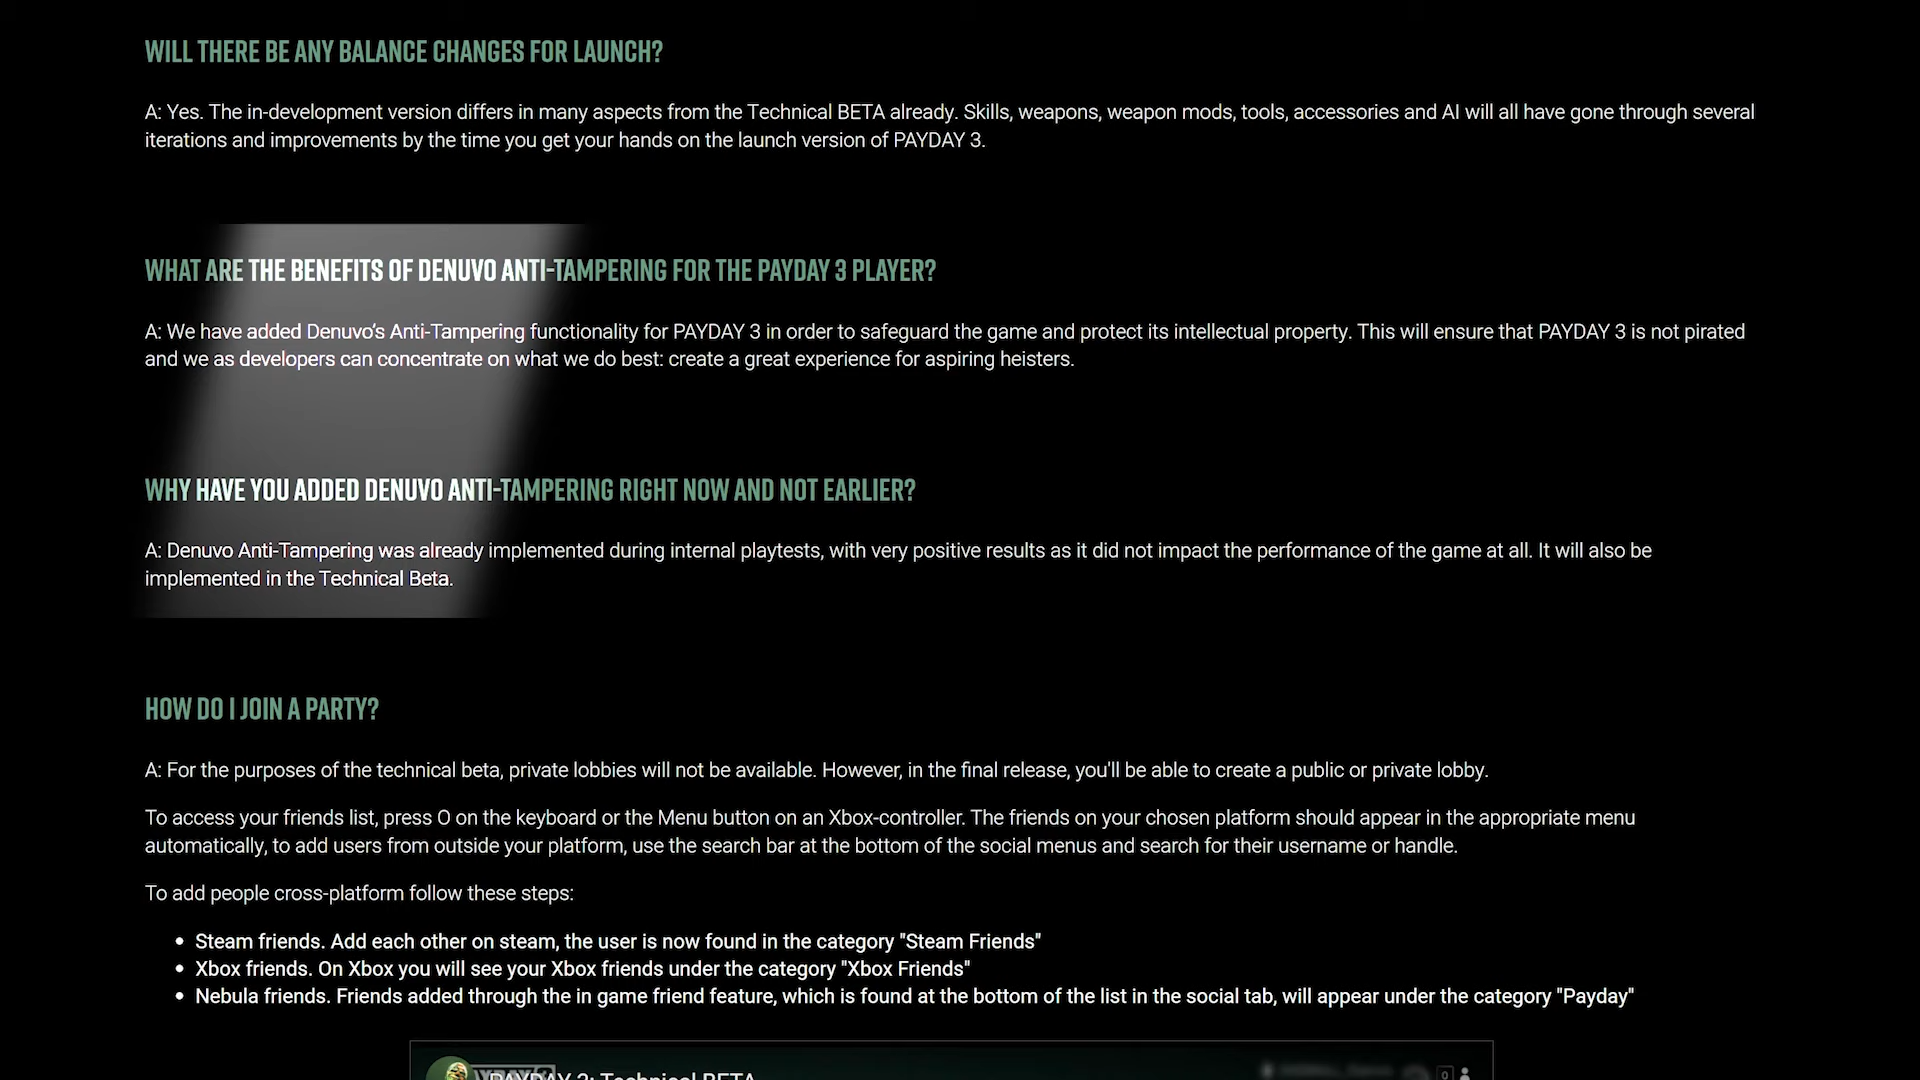 WILL THERE BE ANY BALANCE CHANGES FOR LAUNCH?
A: Yes. The in-development version differs in many aspects from the Technical BETA already. Skills, weapons, weapon mods, tools, accessories and AI will all have gone through several
iterations and improvements by the time you get your hands on the launch version of PAYDAY 3.
WHAT ARE THE BENEFITS OF DENUVO ANTI-TAMPERING FOR THE PAYDAY 3 PLAYER?
A: We have added Denuvo's Anti-Tampering functionality for PAYDAY 3 in order to safeguard the game and protect its intellectual property. This will ensure that PAYDAY 3 is not pirated
and we as developers can concentrate on what we do best: create a great experience for aspiring heisters.
WHY HAVE YOU ADDED DENUVO ANTI-TAMPERING RIGHT NOW AND NOT EARLIER?
A: Denuvo Anti-Tampering was already implemented during internal playtests, with very positive results as it did not impact the performance of the game at all. It will also be
implemented in the Technical Beta.
HOW DO I JOIN A PARTY?
A: For the purposes of the technical beta, private lobbies will not be available. However, in the final release, you'll be able to create a public or private lobby.
To access your friends list, press O on the keyboard or the Menu button on an Xbox-controller. The friends on your chosen platform should appear in the appropriate menu
automatically, to add users from outside your platform, use the search bar at the bottom of the social menus and search for their username or handle.
To add people cross-platform follow these steps:
• Steam friends. Add each other on steam, the user is now found in the category "Steam Friends"
• Xbox friends. On Xbox you will see your Xbox friends under the category "Xbox Friends"
• Nebula friends. Friends added through the in game friend feature, which is found at the bottom of the list in the social tab, will appear under the category "Payday"
PAYDAY 3: Technical BETA
0